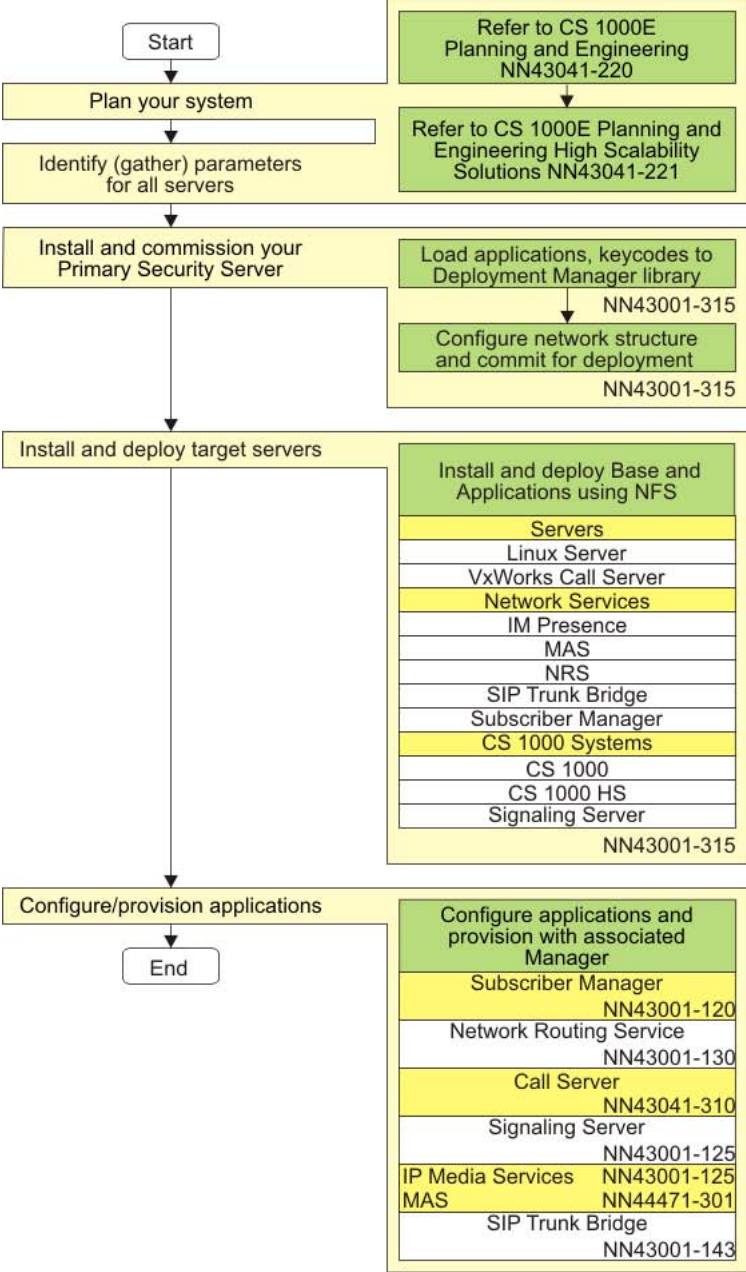 Start
Plan your system
Identify (gather) parameters
for all servers
Refer to CS 1000E
Planning and Engineering
NN43041-220
Refer to CS 1000E Planning and
Engineering High Scalability
Solutions NN43041-221
Install and commission your
Primary Security Server
Load applications, keycodes to
Deployment Manager library
NN43001-315
Configure network structure
and commit for deployment
NN43001-315
Install and deploy target servers
Install and deploy Base and
Applications using NFS
Servers
Linux Server
VxWorks Call Server
Network Services
IM Presence
MAS
NRS
SIP Trunk Bridge
Subscriber Manager
CS 1000 Systems
CS 1000
CS 1000 HS
Signaling Server
NN43001-315
Configure/provision applications
End
Configure applications and
provision with associated
Manager
Subscriber Manager
NN43001-120
Network Routing Service
NN43001-130
Call Server
NN43041-310
Signaling Server
NN43001-125
IP Media Services NN43001-125
MAS NN44471-301
SIP Trunk Bridge
NN43001-143